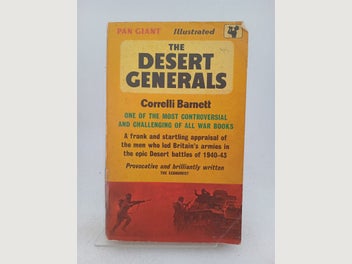 PAN GIANT Illustrated
THE
DESERT
GENERALS
Correlli Barnett
ONE OF THE MOST CONTROVERSIAL
AND CHALLENGING OF ALL WAR BOOKS
A frank and startling appraisal of
the men who led Britain's armies in
the epic Desert battles of 1940-43
Provocative and brilliantly written
THE ECONOMIST